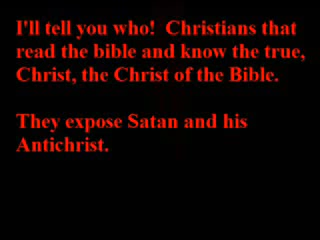 I'll tell you who!  Christians that
read the bible and know the true,
Christ, the Christ of the Bible.
They expose Satan and his
Antichrist.